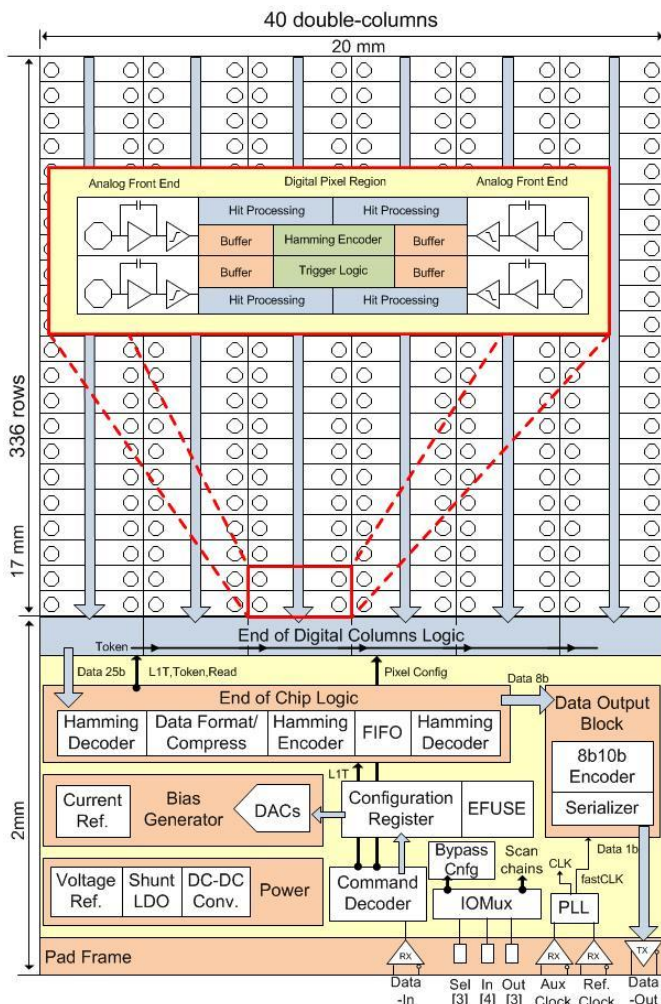 40 double-columns
20 mm
336 rows
17 mm
Analog Front End
Digital Pixel Region
Analog Front End
Hit Processing
Hit Processing
Buffer
Hamming Encoder
Buffer
Buffer
Trigger Logic
Buffer
Hit Processing
Hit Processing
2mm
End of Digital Columns Logic
Token
Data 25b
L1T,Token,Read
Pixel Config
Data 8b
End of Chip Logic
Hamming
Decoder
Data Format/
Compress
Hamming
Encoder
FIFO
Hamming
Decoder
Data Output
Block
8b10b
Encoder
Serializer
L1T
Current
Ref.
Bias
Generator
DACs
Configuration
Register
EFUSE
Data 1b
Voltage
Ref.
Shunt
LDO
DC-DC
Conv.
Power
Command
Decoder
Bypass
Cnfg
Scan
chains
IOMux
CLK
fastCLK
PLL
Pad Frame
RX
RX
RX
TX
Data
-In
Sel
[3]
In
[4]
Out
[3]
Aux
Clock
Ref.
Clock
Data
-Out